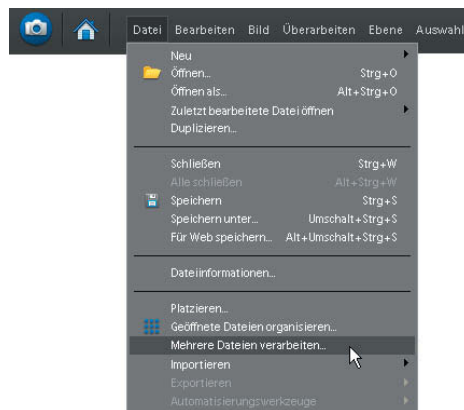 Datei Bearbeiten Bild Überarbeiten Ebene Auswahl
Neu
Öffnen... Strg+O
Öffnen als... Alt+Strg+O
Zuletzt bearbeitete Datei öffnen
Duplizieren...
Schließen Strg+W
Alle schließen Alt+Strg+W
Speichern Strg+S
Speichern unter... Umschalt+Strg+S
Für Web speichern... Alt+Umschalt+Strg+S
Dateiinformationen...
Platzieren...
Geöffnete Dateien organisieren...
Mehrere Dateien verarbeiten...
Importieren
Exportieren
Automatisierungswerkzeuge